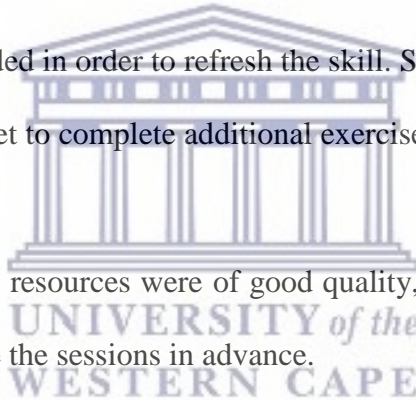 ded in order to refresh the skill. S
et to complete additional exercise
resources were of good quality,
UNIVERSITY of the
the sessions in advance.
WESTERN CAPE